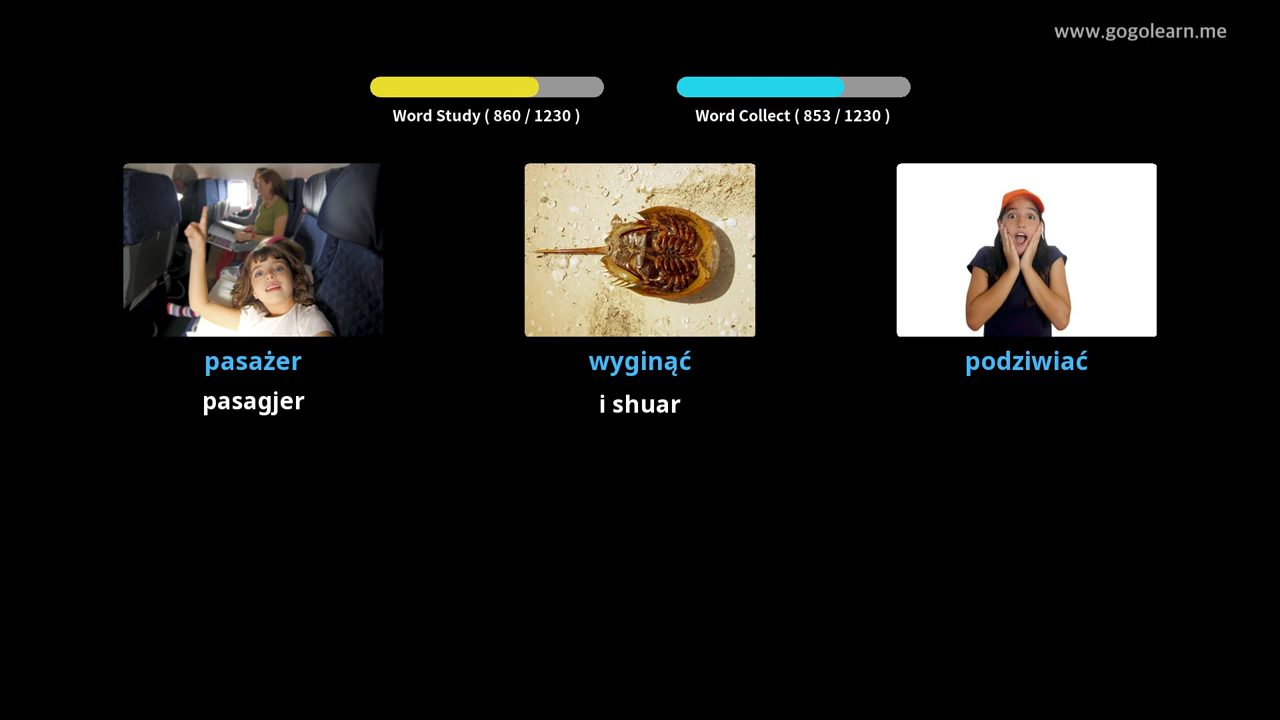 www.gogolearn.me
Word Study ( 860 / 1230 )
Word Collect ( 853 / 1230 )
pasażer
wyginąć
podziwiać
pasagjer
i shuar